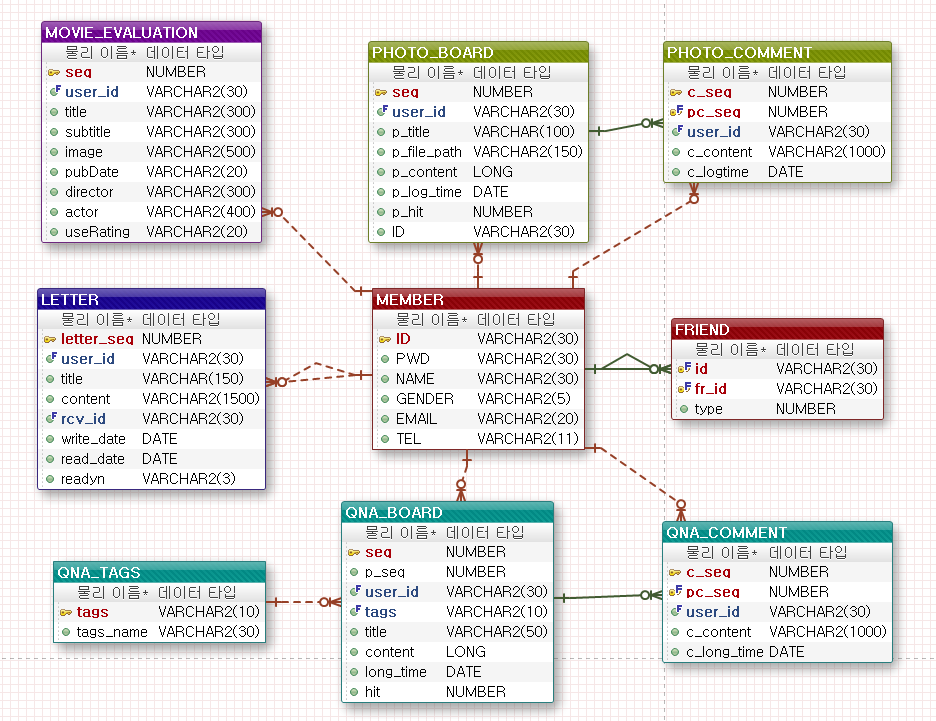 MOVIE_EVALUATION
물리 이름* 데이터 타입
seq NUMBER
user_id VARCHAR2(30)
title VARCHAR2(300)
subtitle VARCHAR2(300)
image VARCHAR2(500)
pubDate VARCHAR2(20)
director VARCHAR2(300)
actor VARCHAR2(400)
useRating VARCHAR2(20)
PHOTO_BOARD
물리 이름* 데이터 타입
seq NUMBER
user_id VARCHAR2(30)
p_title VARCHAR(100)
p_file_path VARCHAR2(150)
p_content LONG
p_log_time DATE
p_hit NUMBER
ID VARCHAR2(30)
PHOTO_COMMENT
물리 이름* 데이터 타입
c_seq NUMBER
pc_seq NUMBER
user_id VARCHAR2(30)
c_content VARCHAR2(1000)
c_logtime DATE
LETTER
물리 이름* 데이터 타입
letter_seq NUMBER
user_id VARCHAR2(30)
title VARCHAR(150)
content VARCHAR2(1500)
rcv_id VARCHAR2(30)
write_date DATE
read_date DATE
readyn VARCHAR2(3)
MEMBER
물리 이름* 데이터 타입
ID VARCHAR2(30)
PWD VARCHAR2(30)
NAME VARCHAR2(30)
GENDER VARCHAR2(5)
EMAIL VARCHAR2(20)
TEL VARCHAR2(11)
FRIEND
물리 이름* 데이터 타입
id VARCHAR2(30)
fr_id VARCHAR2(30)
type NUMBER
QNA_TAGS
물리 이름* 데이터 타입
tags VARCHAR2(10)
tags_name VARCHAR2(30)
QNA_BOARD
물리 이름* 데이터 타입
seq NUMBER
p_seq NUMBER
user_id VARCHAR2(30)
tags VARCHAR2(10)
title VARCHAR2(50)
content LONG
long_time DATE
hit NUMBER
QNA_COMMENT
물리 이름* 데이터 타입
c_seq NUMBER
pc_seq NUMBER
user_id VARCHAR2(30)
c_content VARCHAR2(1000)
c_long_time DATE